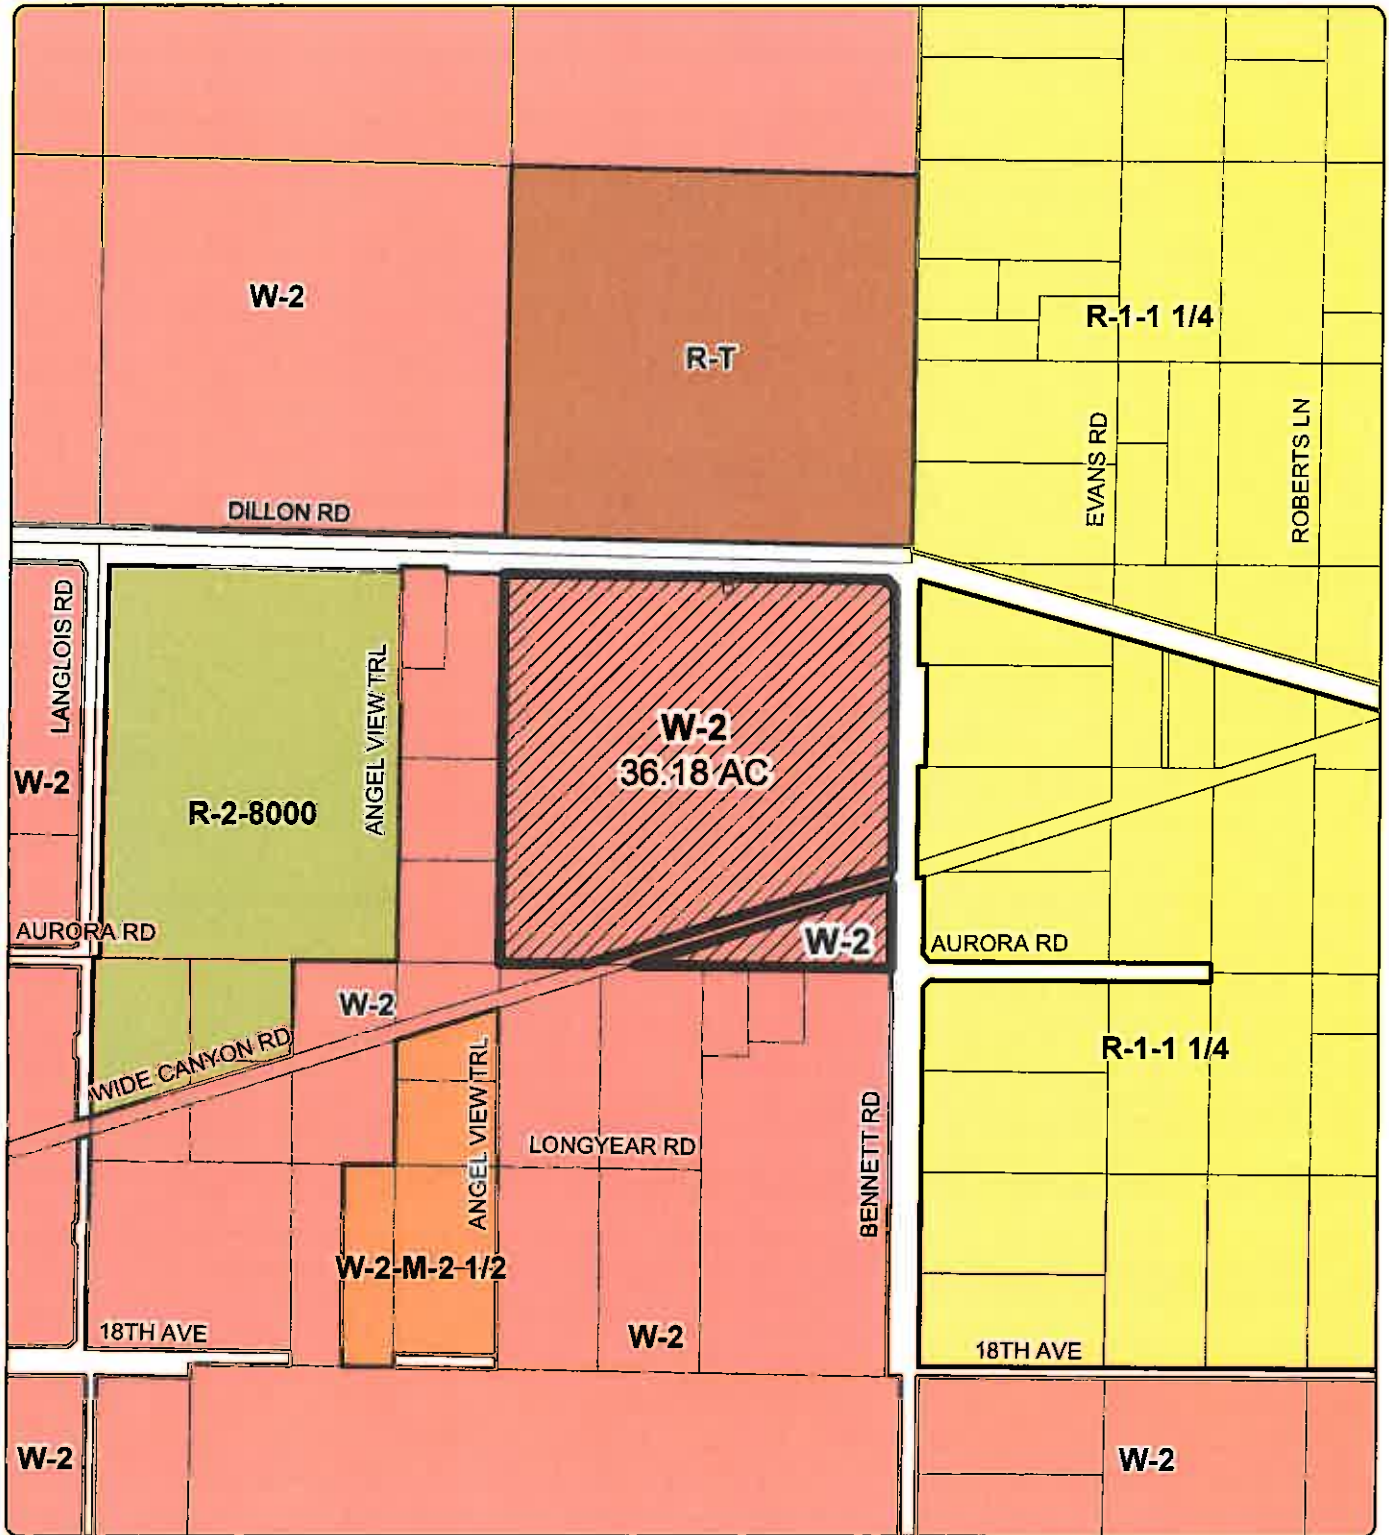 W-2
R-1-1 1/4
R-T
EVANS RD
ROBERTS LN
DILLON RD
LANGLOIS RD
ANGEL VIEW TRL
W-2
36.18 AC
W-2
R-2-8000
AURORA RD
W-2
AURORA RD
W-2
WIDE CANYON RD
R-1-1 1/4
ANGEL VIEW TRL
LONGYEAR RD
BENNETT RD
W-2-M-2 1/2
18TH AVE
W-2
18TH AVE
W-2
W-2